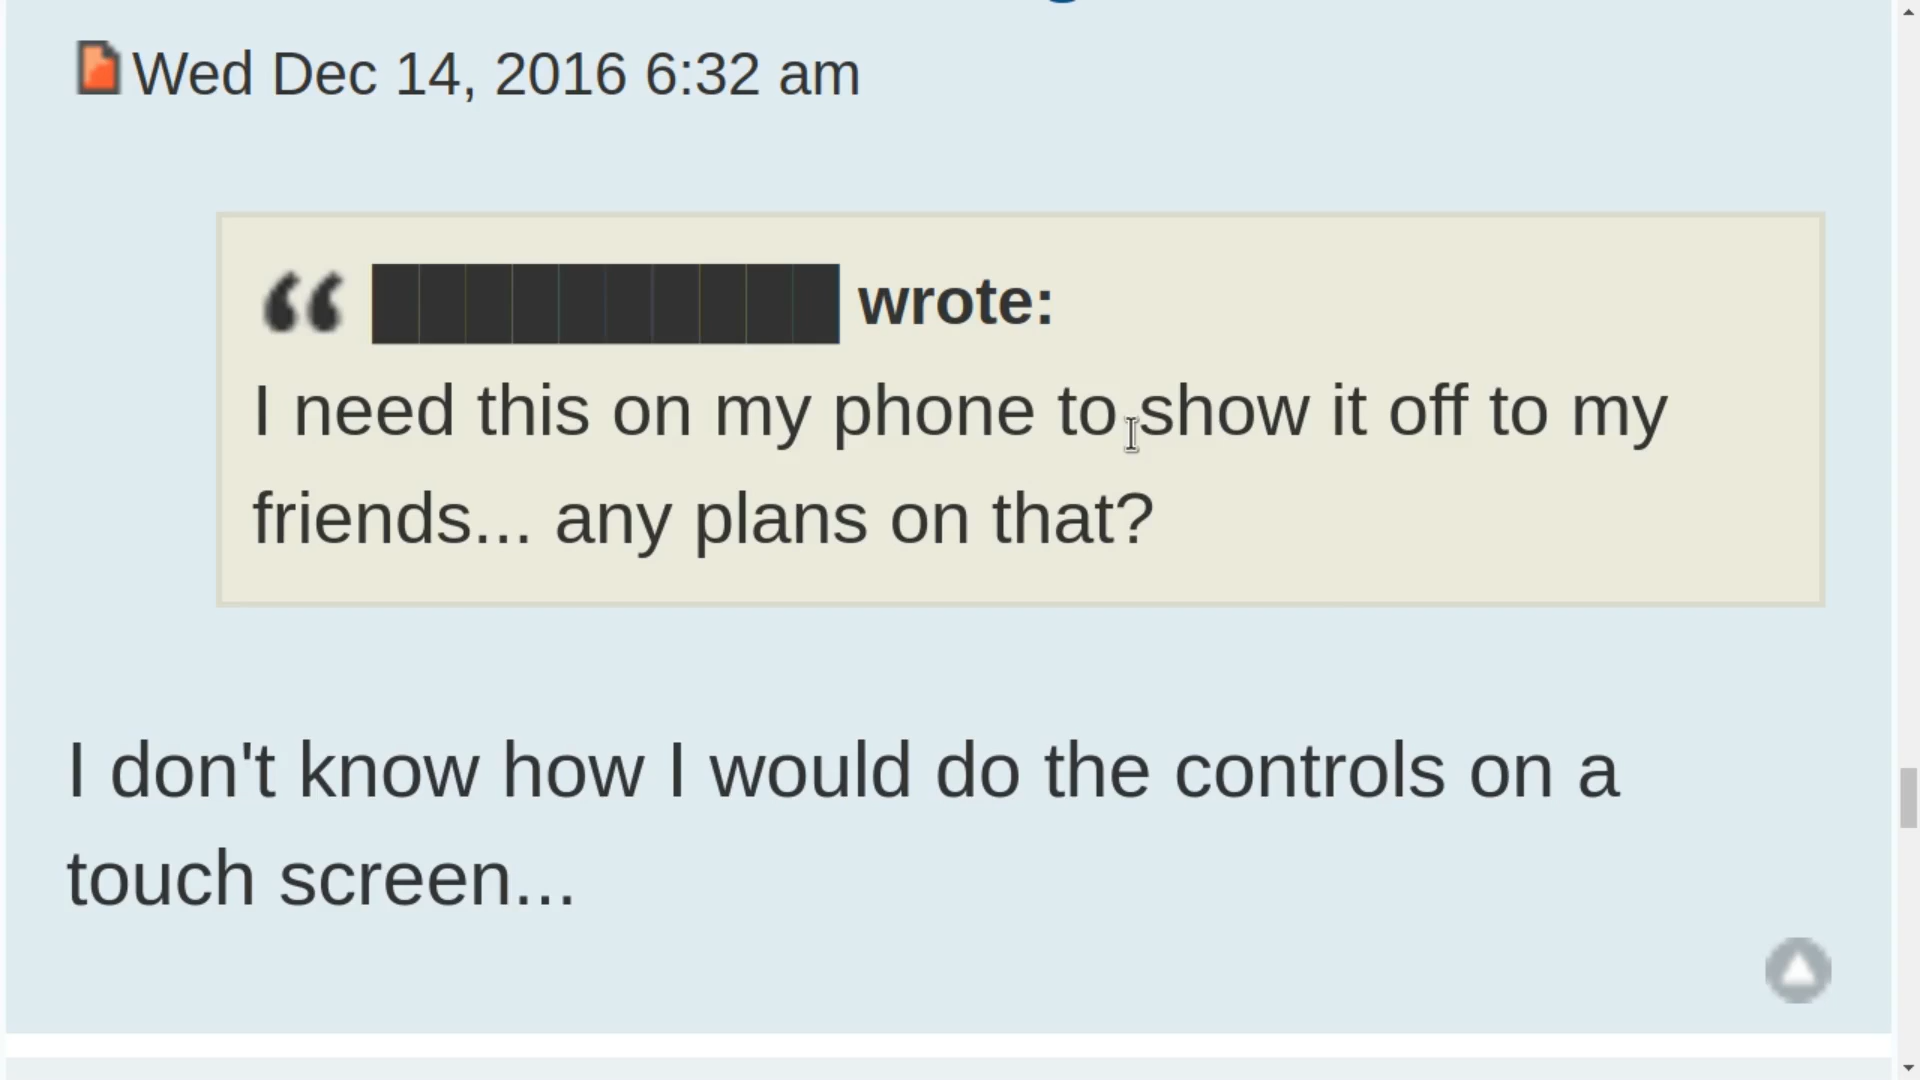 Wed Dec 14, 2016 6:32 am
wrote:
I need this on my phone to show it off to my
friends... any plans on that?
I don't know how I would do the controls on a
touch screen...